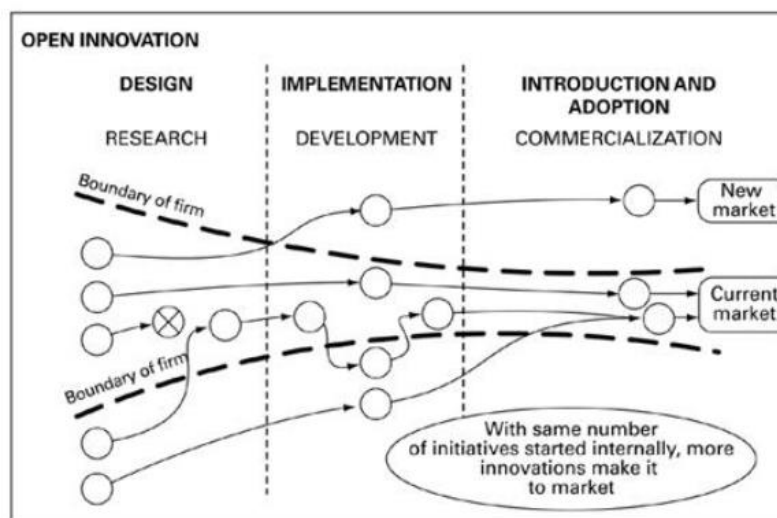 OPEN INNOVATION
DESIGN
IMPLEMENTATION
INTRODUCTION AND
ADOPTION
RESEARCH
DEVELOPMENT
COMMERCIALIZATION
Boundary of firm
New
market
Current
market
Boundary of firm
With same number
of initiatives started internally, more
innovations make it
to market